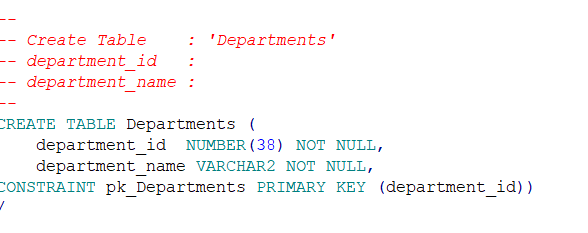 --
-- Create Table    : 'Departments'
-- department_id   :
-- department_name :
--
CREATE TABLE Departments (
    department_id  NUMBER(38) NOT NULL,
    department_name VARCHAR2 NOT NULL,
CONSTRAINT pk_Departments PRIMARY KEY (department_id))
/